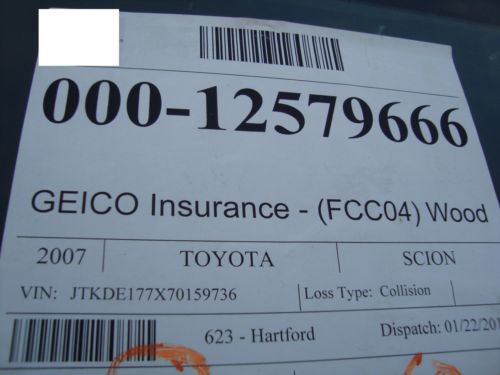 000-12579666
GEICO Insurance - (FCC04) Wood
2007 TOYOTA SCION
VIN: JTKDE177X70159736 Loss Type: Collision
623 - Hartford Dispatch: 01/22/201